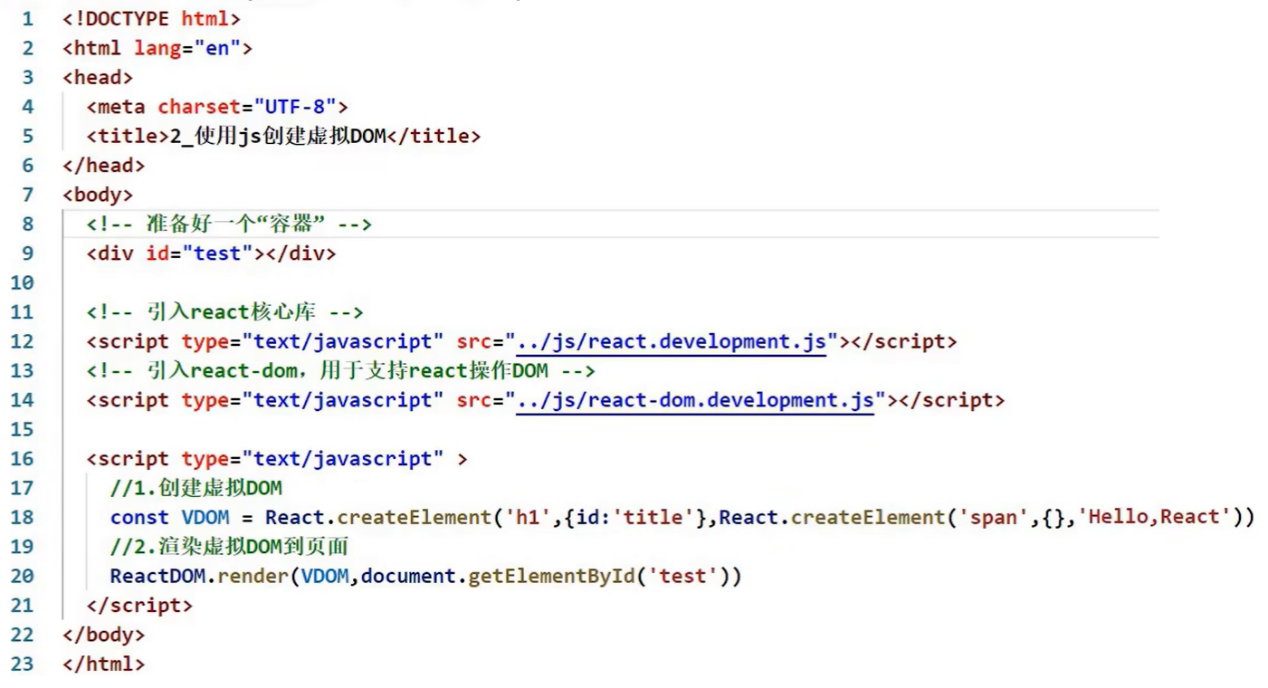 1 <!DOCTYPE html>
2 <html lang="en">
3 <head>
4 <meta charset="UTF-8">
5 <title>2_使用js创建虚拟DOM</title>
6 </head>
7 <body>
8 <!-- 准备好一个“容器” -->
9 <div id="test"></div>
10
11 <!-- 引入react核心库 -->
12 <script type="text/javascript" src="../js/react.development.js"></script>
13 <!-- 引入react-dom，用于支持react操作DOM -->
14 <script type="text/javascript" src="../js/react-dom.development.js"></script>
15
16 <script type="text/javascript" >
17 //1.创建虚拟DOM
18 const VDOM = React.createElement('h1',{id:'title'},React.createElement('span',{},'Hello,React'))
19 //2.渲染虚拟DOM到页面
20 ReactDOM.render(VDOM,document.getElementById('test'))
21 </script>
22 </body>
23 </html>